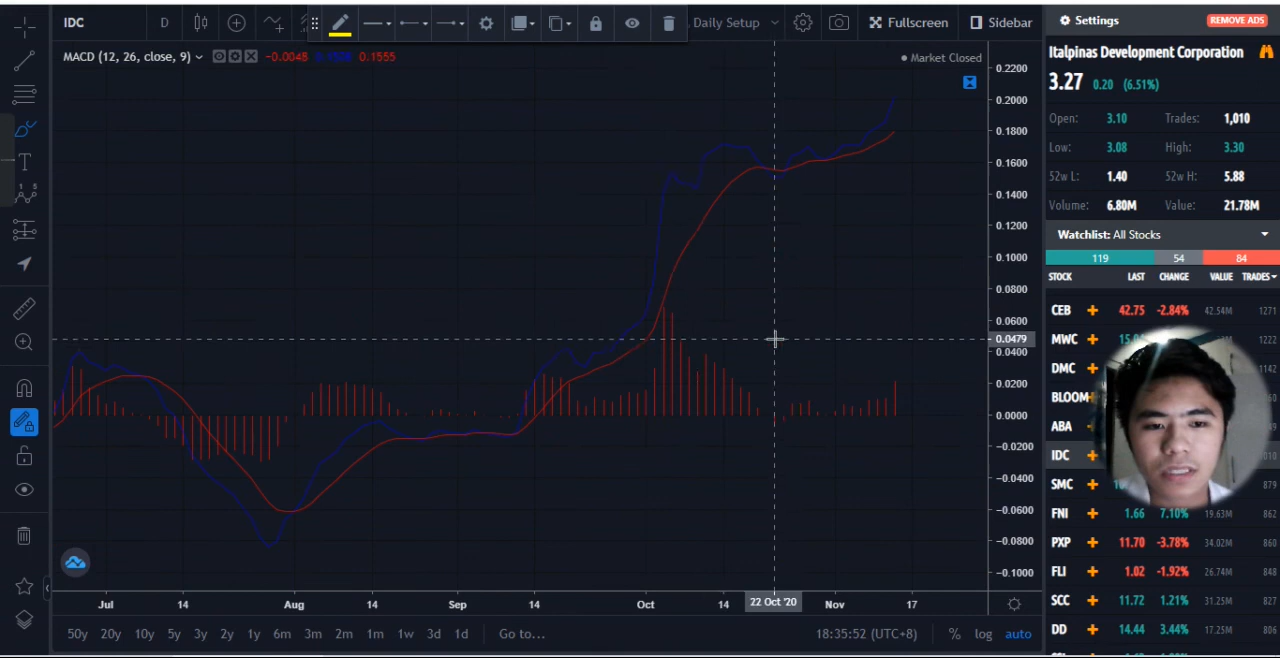 IDC D Daily Setup Fullscreen Sidebar
MACD (12, 26, close, 9) -0.0048 0.1555
Market Closed
0.2200
0.2000
0.1800
0.1600
0.1400
0.1200
0.1000
0.0800
0.0600
0.0479
0.0400
0.0200
0.0000
−0.0200
−0.0400
−0.0600
−0.0800
−0.1000
Jul 14 Aug 14 Sep 14 Oct 14 22 Oct '20 Nov 17
50y 20y 10y 5y 3y 2y 1y 6m 3m 2m 1m 1w 3d 1d Go to... 18:35:52 (UTC+8) % log auto
Settings REMOVE ADS
Italpinas Development Corporation
3.27 0.20 (6.51%)
Open: 3.10 Trades: 1,010
Low: 3.08 High: 3.30
52w L: 1.40 52w H: 5.88
Volume: 6.80M Value: 21.78M
Watchlist: All Stocks
119 54 84
STOCK LAST CHANGE VALUE TRADES
CEB 42.75 -2.84% 42.54M 1271
MWC 1222
DMC 1142
BLOOM
ABA
IDC
SMC 879
FNI 1.66 7.10% 19.63M 862
PXP 11.70 -3.78% 34.02M 860
FLI 1.02 -1.92% 26.74M 848
SCC 11.72 1.21% 31.25M 827
DD 14.44 3.44% 17.25M 806